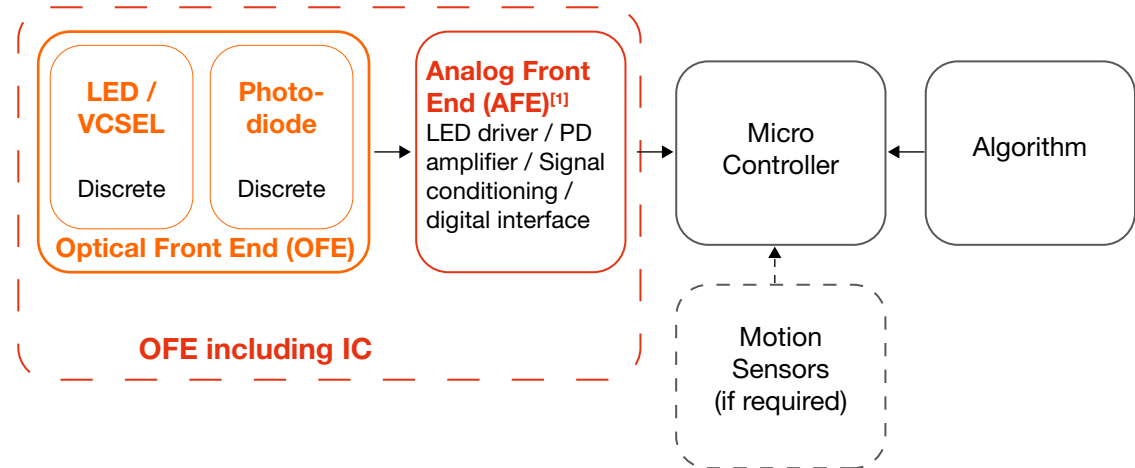 LED /
VCSEL
Discrete
Photo-
diode
Discrete
Optical Front End (OFE)
Analog Front
End (AFE)[1]
LED driver / PD
amplifier / Signal
conditioning /
digital interface
OFE including IC
Micro
Controller
Algorithm
Motion
Sensors
(if required)